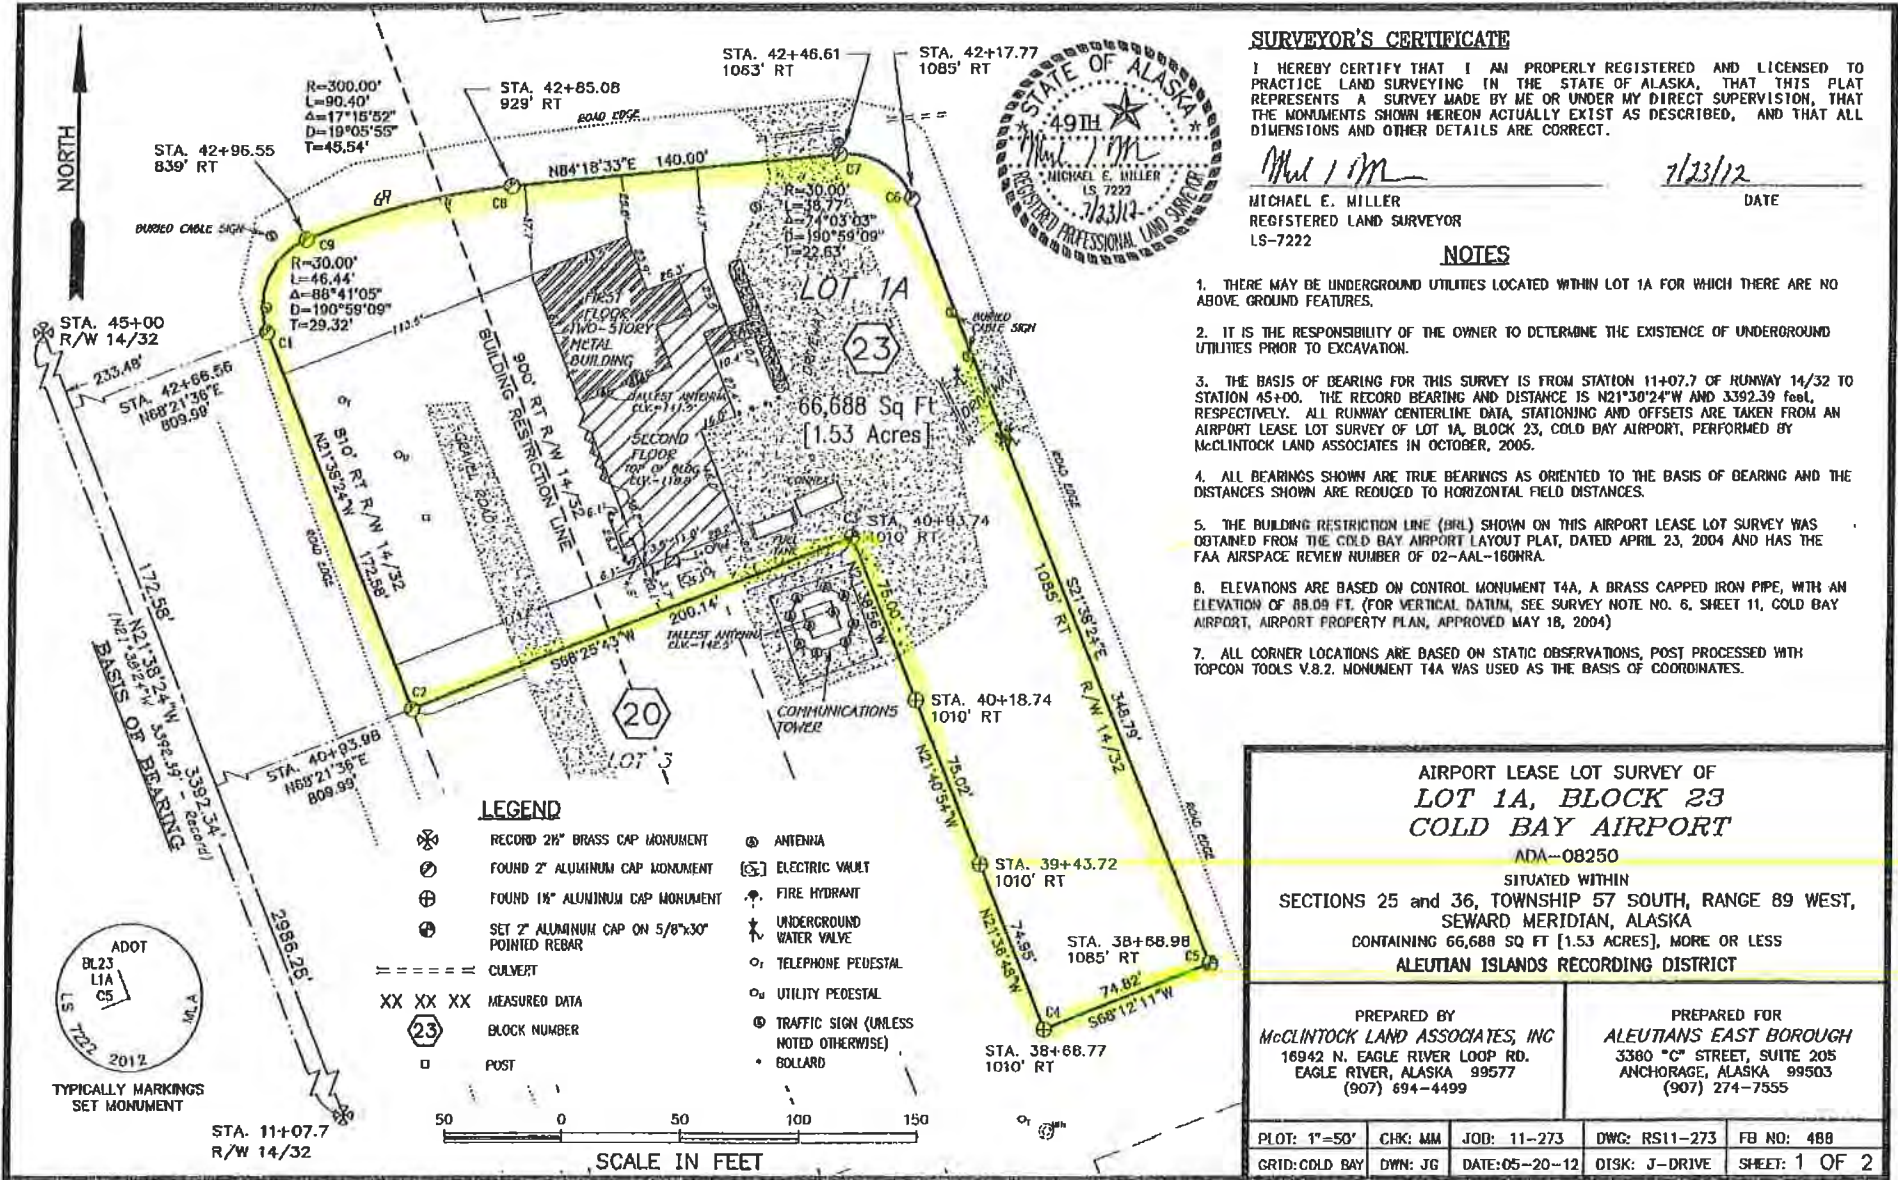 NORTH
R=300.00'
L=90.40'
Δ=17°15'52"
D=19°05'55"
T=45.54'
STA. 42+96.55
839' RT
STA. 42+85.08
929' RT
STA. 42+46.61
1083' RT
STA. 42+17.77
1085' RT
ROAD EDGE
N84°18'33"E 140.00'
BURIED CABLE SIGN
C9
C8
C7
C6
R=30.00'
L=46.44'
Δ=88°41'05"
D=190°59'09"
T=29.32'
R=30.00'
L=38.77'
Δ=74°03'03"
D=190°59'09"
T=22.63'
STA. 45+00
R/W 14/32
C1
233.48'
STA. 42+66.56
N68°21'36"E
809.99'
113.5'
FIRST
FLOOR
TWO-STORY
METAL
BUILDING
LOT 1A
23
DRIVEWAY
66,688 Sq Ft
[1.53 Acres]
BURIED
CABLE SIGN
DRIVEWAY
900' RT R/W 14/32
BUILDING RESTRICTION LINE
TALLEST ANTENNA
SECOND
FLOOR
TOP OF BLDG
GRAVEL ROAD
810' RT R/W 14/32
N21°38'24"W 172.58'
ROAD EDGE
CONNEX
FUEL
TANK
STA. 40+93.74
1010' RT
ROAD EDGE
S21°38'24"E 348.79'
1085' RT R/W 14/32
75.00'
TALLEST ANTENNA
ELV.=142.5'
S68°25'43"W 200.14'
C2
172.58'
N21°38'24"W 3392.34'
(N21°38'24"W 3392.39' - Record)
BASIS OF BEARING
2986.26'
STA. 40+93.98
N68°21'36"E
809.99'
20
LOT 3
COMMUNICATIONS
TOWER
STA. 40+18.74
1010' RT
N21°40'54"W
75.02'
STA. 39+43.72
1010' RT
N21°36'48"W
74.95'
ROAD EDGE
STA. 38+68.98
1085' RT
C5
74.82'
S68°12'11"W
C4
STA. 38+68.77
1010' RT
STA. 11+07.7
R/W 14/32
ADOT
BL23
L1A
C5
LS 7222
2012
MLA
TYPICALLY MARKINGS
SET MONUMENT
LEGEND
RECORD 2½" BRASS CAP MONUMENT
FOUND 2" ALUMINUM CAP MONUMENT
FOUND 1½" ALUMINUM CAP MONUMENT
SET 2" ALUMINUM CAP ON 5/8"x30"
POINTED REBAR
CULVERT
XX XX XX MEASURED DATA
23 BLOCK NUMBER
POST
ANTENNA
ELECTRIC VAULT
FIRE HYDRANT
UNDERGROUND
WATER VALVE
TELEPHONE PEDESTAL
UTILITY PEDESTAL
TRAFFIC SIGN (UNLESS
NOTED OTHERWISE)
BOLLARD
50 0 50 100 150
SCALE IN FEET
STATE OF ALASKA
49TH
MICHAEL E. MILLER
LS 7222
7/23/12
REGISTERED PROFESSIONAL LAND SURVEYOR
SURVEYOR'S CERTIFICATE
I HEREBY CERTIFY THAT I AM PROPERLY REGISTERED AND LICENSED TO
PRACTICE LAND SURVEYING IN THE STATE OF ALASKA, THAT THIS PLAT
REPRESENTS A SURVEY MADE BY ME OR UNDER MY DIRECT SUPERVISION, THAT
THE MONUMENTS SHOWN HEREON ACTUALLY EXIST AS DESCRIBED, AND THAT ALL
DIMENSIONS AND OTHER DETAILS ARE CORRECT.
7/23/12
MICHAEL E. MILLER
DATE
REGISTERED LAND SURVEYOR
LS-7222
NOTES
1. THERE MAY BE UNDERGROUND UTILITIES LOCATED WITHIN LOT 1A FOR WHICH THERE ARE NO
ABOVE GROUND FEATURES.
2. IT IS THE RESPONSIBILITY OF THE OWNER TO DETERMINE THE EXISTENCE OF UNDERGROUND
UTILITIES PRIOR TO EXCAVATION.
3. THE BASIS OF BEARING FOR THIS SURVEY IS FROM STATION 11+07.7 OF RUNWAY 14/32 TO
STATION 45+00. THE RECORD BEARING AND DISTANCE IS N21°38'24"W AND 3392.39 feet,
RESPECTIVELY. ALL RUNWAY CENTERLINE DATA, STATIONING AND OFFSETS ARE TAKEN FROM AN
AIRPORT LEASE LOT SURVEY OF LOT 1A, BLOCK 23, COLD BAY AIRPORT, PERFORMED BY
McCLINTOCK LAND ASSOCIATES IN OCTOBER, 2005.
4. ALL BEARINGS SHOWN ARE TRUE BEARINGS AS ORIENTED TO THE BASIS OF BEARING AND THE
DISTANCES SHOWN ARE REDUCED TO HORIZONTAL FIELD DISTANCES.
5. THE BUILDING RESTRICTION LINE (BRL) SHOWN ON THIS AIRPORT LEASE LOT SURVEY WAS
OBTAINED FROM THE COLD BAY AIRPORT LAYOUT PLAT, DATED APRIL 23, 2004 AND HAS THE
FAA AIRSPACE REVIEW NUMBER OF 02-AAL-160NRA.
6. ELEVATIONS ARE BASED ON CONTROL MONUMENT T4A, A BRASS CAPPED IRON PIPE, WITH AN
ELEVATION OF 88.09 FT. (FOR VERTICAL DATUM, SEE SURVEY NOTE NO. 6, SHEET 11, COLD BAY
AIRPORT, AIRPORT PROPERTY PLAN, APPROVED MAY 18, 2004)
7. ALL CORNER LOCATIONS ARE BASED ON STATIC OBSERVATIONS, POST PROCESSED WITH
TOPCON TOOLS V.8.2. MONUMENT T4A WAS USED AS THE BASIS OF COORDINATES.
AIRPORT LEASE LOT SURVEY OF
LOT 1A, BLOCK 23
COLD BAY AIRPORT
ADA-08250
SITUATED WITHIN
SECTIONS 25 and 36, TOWNSHIP 57 SOUTH, RANGE 89 WEST,
SEWARD MERIDIAN, ALASKA
CONTAINING 66,688 SQ FT [1.53 ACRES], MORE OR LESS
ALEUTIAN ISLANDS RECORDING DISTRICT
PREPARED BY
McCLINTOCK LAND ASSOCIATES, INC
16942 N. EAGLE RIVER LOOP RD.
EAGLE RIVER, ALASKA 99577
(907) 694-4499
PREPARED FOR
ALEUTIANS EAST BOROUGH
3380 "C" STREET, SUITE 205
ANCHORAGE, ALASKA 99503
(907) 274-7555
PLOT: 1"=50' CHK: MM JOB: 11-273 DWG: RS11-273 FB NO: 488
GRID: COLD BAY DWN: JG DATE: 05-20-12 DISK: J-DRIVE SHEET: 1 OF 2